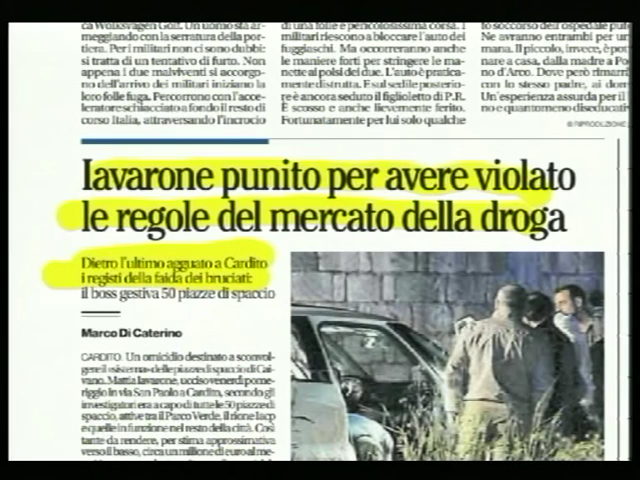 ca Volkswagen Golf. Un uomo sta ar-
meggiando con la serratura della por-
tiera. Per i militari non ci sono dubbi:
si tratta di un tentativo di furto. Non
appena i due malviventi si accorgo-
no dell'arrivo dei militari iniziano la
loro folle fuga. Percorrono con l'acce-
leratore schiacciato a fondo il resto di
corso Italia, attraversando l'incrocio
di una folle e pericolosissima corsa. I
militari riescono a bloccare l'auto dei
fuggiaschi. Ma occorreranno anche
le maniere forti per stringere le ma-
nette ai polsi dei due. L'auto è pratica-
mente distrutta. E sul sedile posterio-
re è ancora seduto il figlioletto di P.R.
È scosso e anche lievemente ferito.
Fortunatamente per lui solo qualche
lo soccorso dell'ospedale
Ne avranno entrambi per
mana. Il piccolo, invece, è
nare a casa, dalla madre a
d'Arco. Dove però
con lo stesso padre, ai
Un'esperienza assurda per il
no e quantomeno
© RIPRODUZIONE
Iavarone punito per avere violato
le regole del mercato della droga
Dietro l'ultimo agguato a Cardito
i registi della faida dei bruciati:
il boss gestiva 50 piazze di spaccio
Marco Di Caterino
CARDITO. Un omicidio destinato a sconvol-
gere il «sistema» delle piazze di spaccio di Cai-
vano. Mattia Iavarone, ucciso venerdì pome-
riggio in via San Paolo a Cardito, secondo gli
investigatori era a capo di tutte le 50 piazze di
spaccio, attive tra il Parco Verde, il rione Iacp
e quelle in funzione nel resto della città. Così
tante da rendere, per stima approssimativa
verso il basso, circa un milione di euro al me-